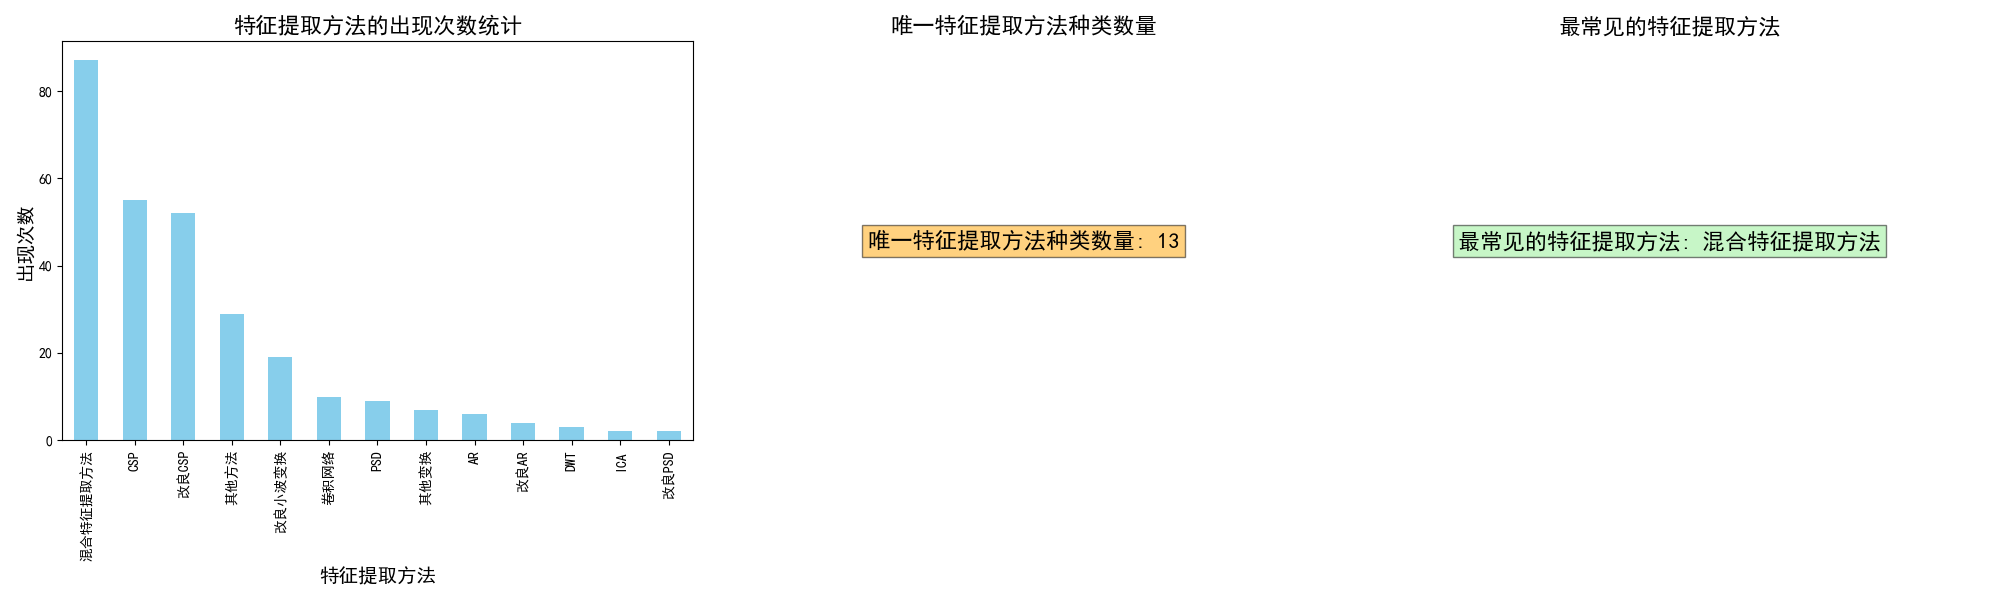 特征提取方法的出现次数统计
出现次数
80
60
40
20
0
混合特征提取方法
CSP
改良CSP
其他方法
改良小波变换
卷积网络
PSD
其他变换
AR
改良AR
DWT
ICA
改良PSD
特征提取方法
唯一特征提取方法种类数量
唯一特征提取方法种类数量: 13
最常见的特征提取方法
最常见的特征提取方法: 混合特征提取方法